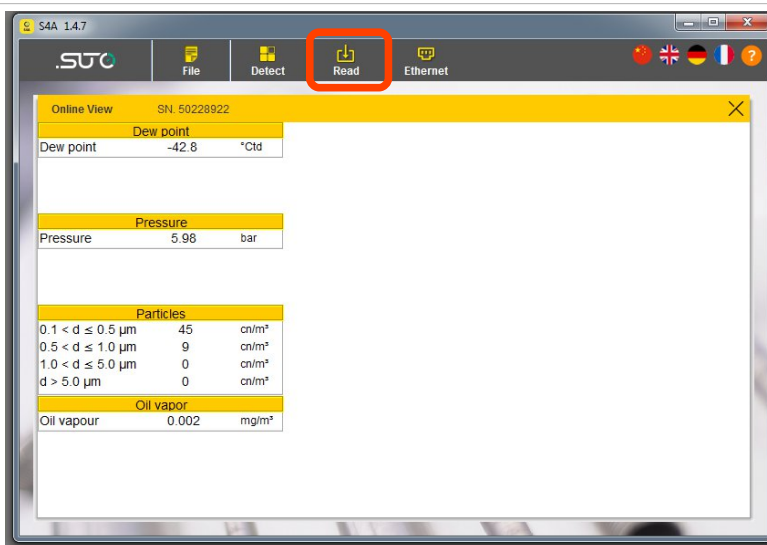 S4A 1.4.7
.SUTO
File Detect Read Ethernet
?
Online View SN. 50228922
Dew point
Dew point -42.8 °Ctd
Pressure
Pressure 5.98 bar
Particles
0.1 < d ≤ 0.5 µm 45 cn/m³
0.5 < d ≤ 1.0 µm 9 cn/m³
1.0 < d ≤ 5.0 µm 0 cn/m³
d > 5.0 µm 0 cn/m³
Oil vapor
Oil vapour 0.002 mg/m³